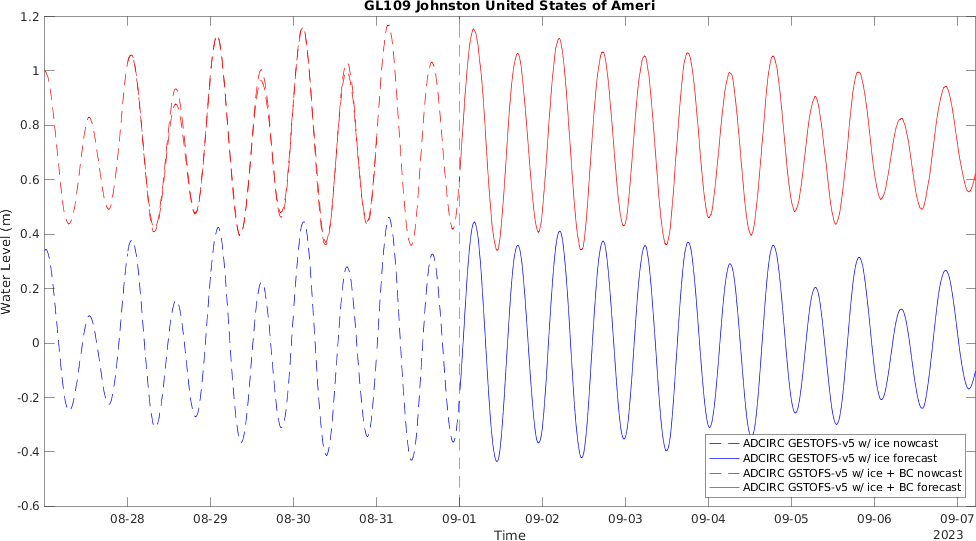 GL109 Johnston United States of Ameri
1.2
1
0.8
0.6
0.4
0.2
0
-0.2
-0.4
-0.6
Water Level (m)
ADCIRC GESTOFS-v5 w/ ice nowcast
ADCIRC GESTOFS-v5 w/ ice forecast
ADCIRC GSTOFS-v5 w/ ice + BC nowcast
ADCIRC GSTOFS-v5 w/ ice + BC forecast
08-28 08-29 08-30 08-31 09-01 09-02 09-03 09-04 09-05 09-06 09-07
Time
2023